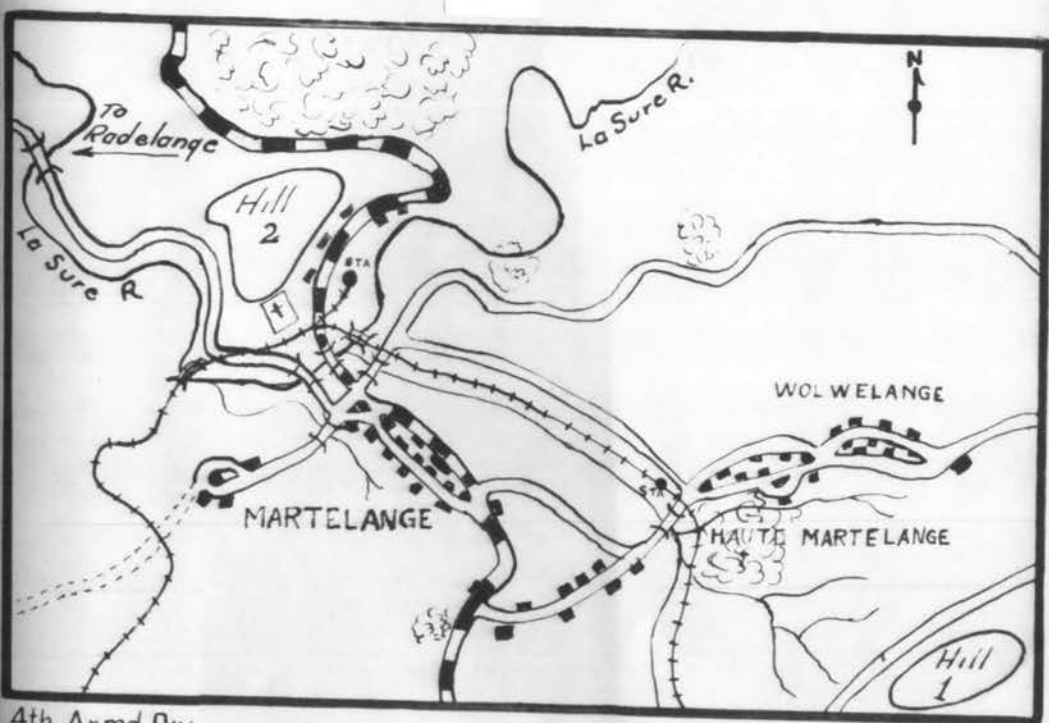 N
La Sure R.
To
Radelange
Hill
2
La Sure R
STA
WOLWELANGE
STA
MARTELANGE
HAUTE MARTELANGE
Hill
1
4th Armd Div